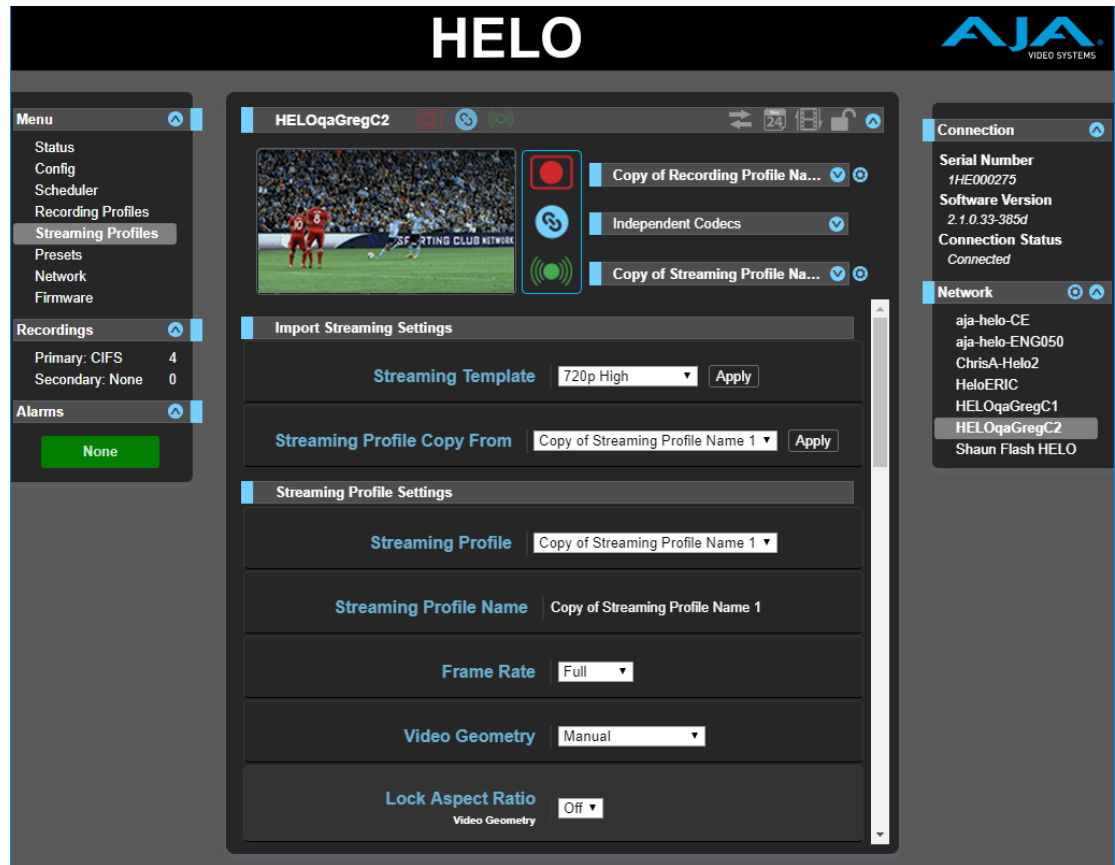 HELO
AJA
VIDEO SYSTEMS
Menu
Status
Config
Scheduler
Recording Profiles
Streaming Profiles
Presets
Network
Firmware
Recordings
Primary: CIFS 4
Secondary: None 0
Alarms
None
HELOqaGregC2
Nov
24
Copy of Recording Profile Na...
Independent Codecs
Copy of Streaming Profile Na...
SPORTING CLUB NETWORK
Import Streaming Settings
Streaming Template 720p High Apply
Streaming Profile Copy From Copy of Streaming Profile Name 1 Apply
Streaming Profile Settings
Streaming Profile Copy of Streaming Profile Name 1
Streaming Profile Name Copy of Streaming Profile Name 1
Frame Rate Full
Video Geometry Manual
Lock Aspect Ratio Off
Video Geometry
Connection
Serial Number
1HE000275
Software Version
2.1.0.33-385d
Connection Status
Connected
Network
aja-helo-CE
aja-helo-ENG050
ChrisA-Helo2
HeloERIC
HELOqaGregC1
HELOqaGregC2
Shaun Flash HELO